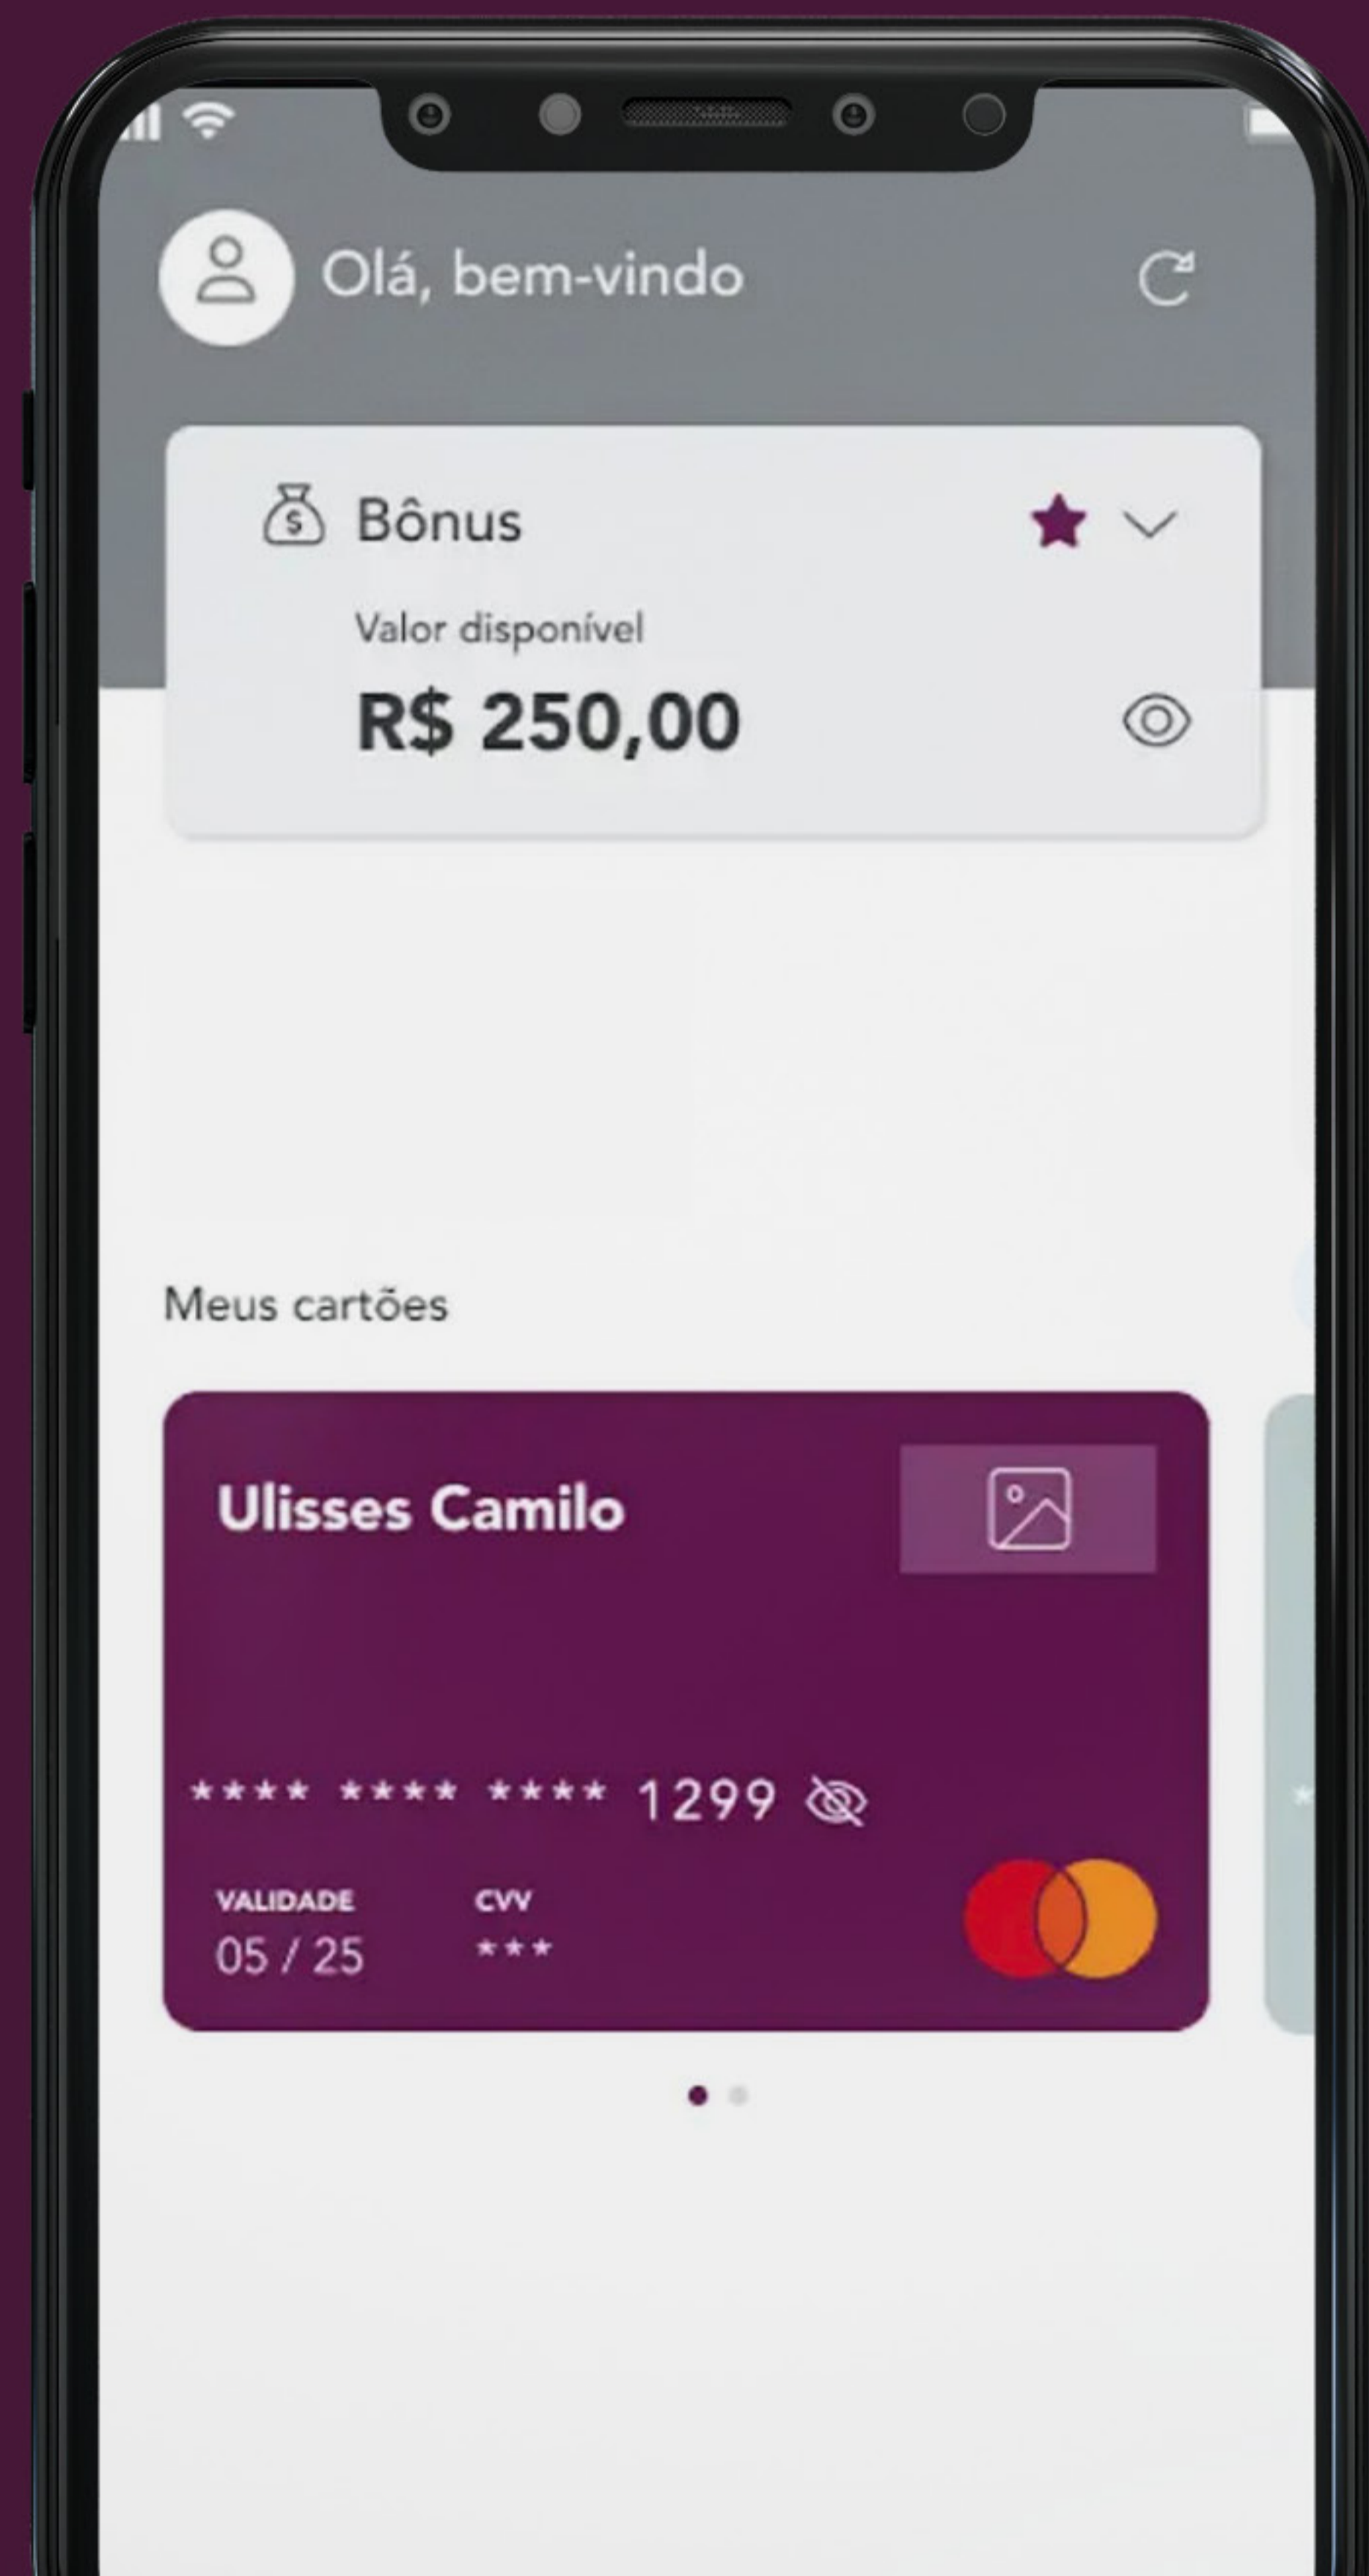 Olá, bem-vindo
Bônus
Valor disponível
R$ 250,00
Meus cartões
Ulisses Camilo
**** **** **** 1299
VALIDADE CVV
05 / 25 ***